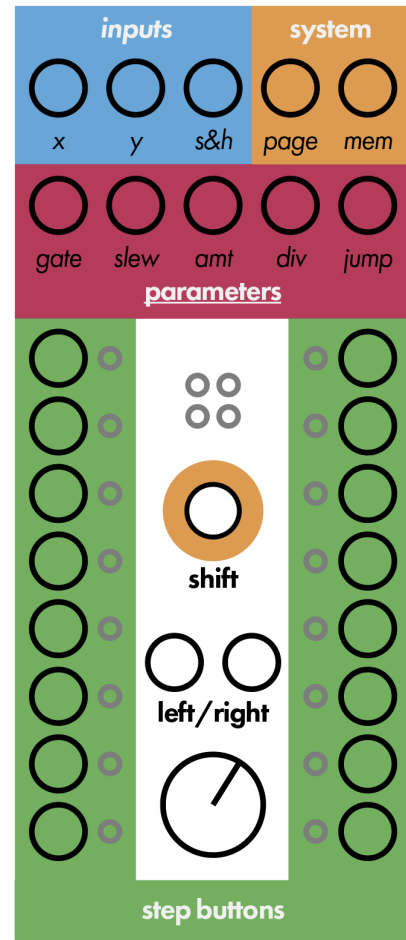 inputs system
x y s&h page mem
gate slew amt div jump
parameters
shift
left/right
step buttons